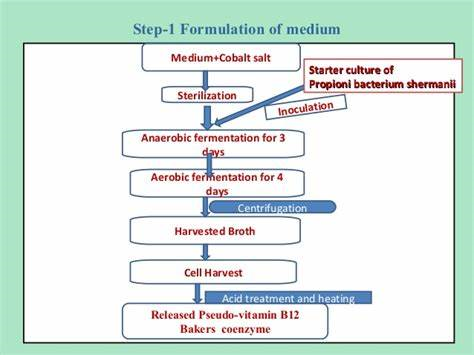 Step-1 Formulation of medium
Medium+Cobalt salt
Starter culture of
Propioni bacterium shermanii
Sterilization
Inoculation
Anaerobic fermentation for 3
days
Aerobic fermentation for 4
days
Centrifugation
Harvested Broth
Cell Harvest
Acid treatment and heating
Released Pseudo-vitamin B12
Bakers coenzyme